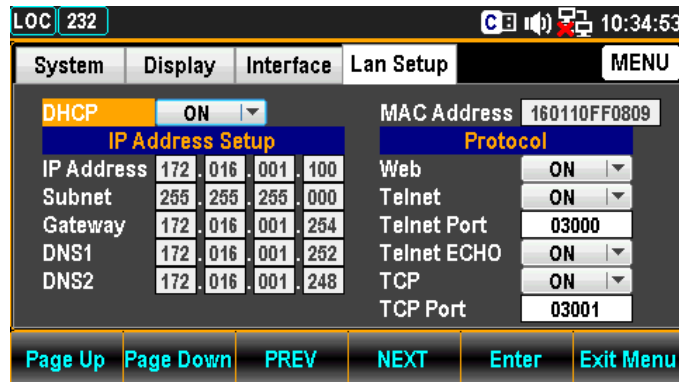 LOC 232 C 10:34:53
System Display Interface Lan Setup MENU
DHCP ON MAC Address 160110FF0809
IP Address Setup Protocol
IP Address 172 . 016 . 001 . 100 Web ON
Subnet 255 . 255 . 255 . 000 Telnet ON
Gateway 172 . 016 . 001 . 254 Telnet Port 03000
DNS1 172 . 016 . 001 . 252 Telnet ECHO ON
DNS2 172 . 016 . 001 . 248 TCP ON
TCP Port 03001
Page Up Page Down PREV NEXT Enter Exit Menu